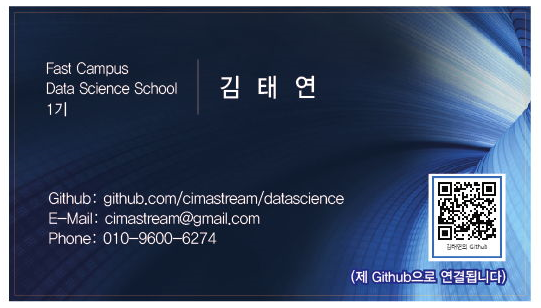 Fast Campus
Data Science School
1기
김 태 연
Github: github.com/cimastream/datascience
E-Mail: cimastream@gmail.com
Phone: 010-9600-6274
김태연의 Github
(제 Github으로 연결됩니다)